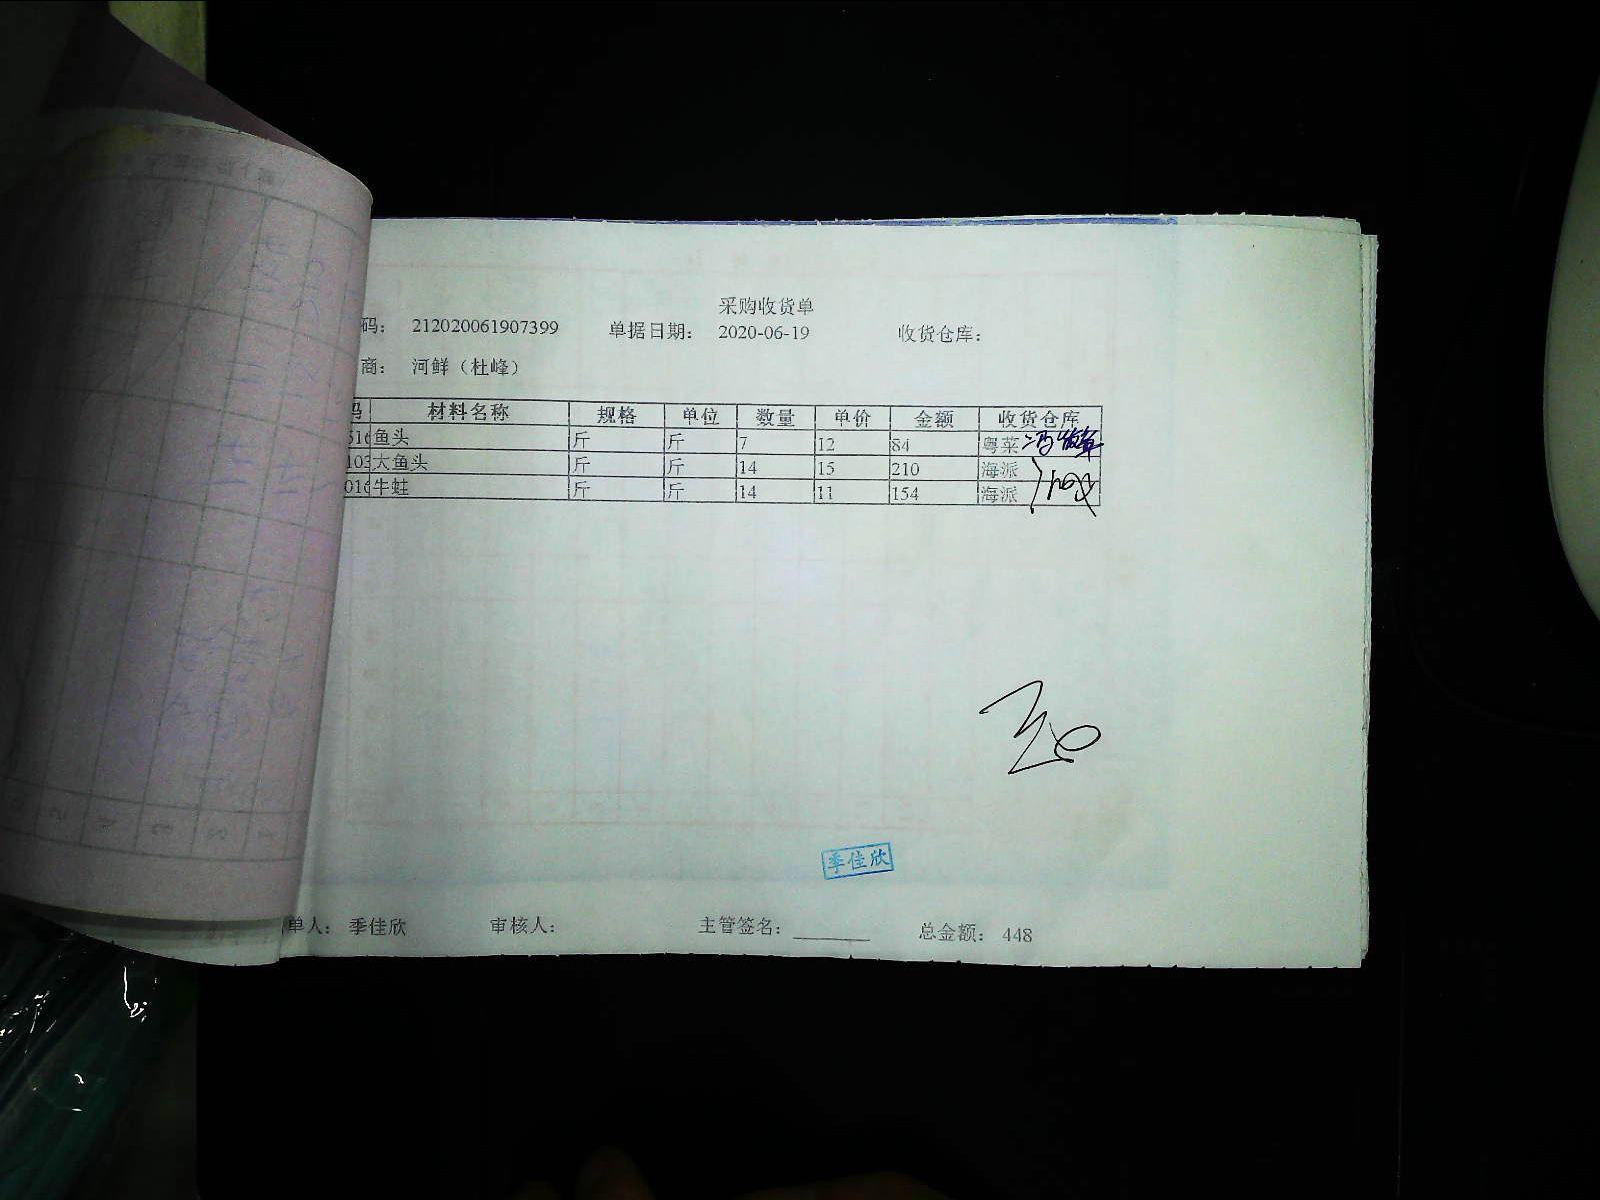 采购收货单
码： 212020061907399 单据日期： 2020-06-19 收货仓库：
商： 河鲜（杜峰）
码 材料名称 规格 单位 数量 单价 金额 收货仓库
516 鱼头 斤 斤 7 12 84 粤菜
103 大鱼头 斤 斤 14 15 210 海派
016 牛蛙 斤 斤 14 11 154 海派
季佳欣
单人： 季佳欣 审核人： 主管签名： 总金额： 448